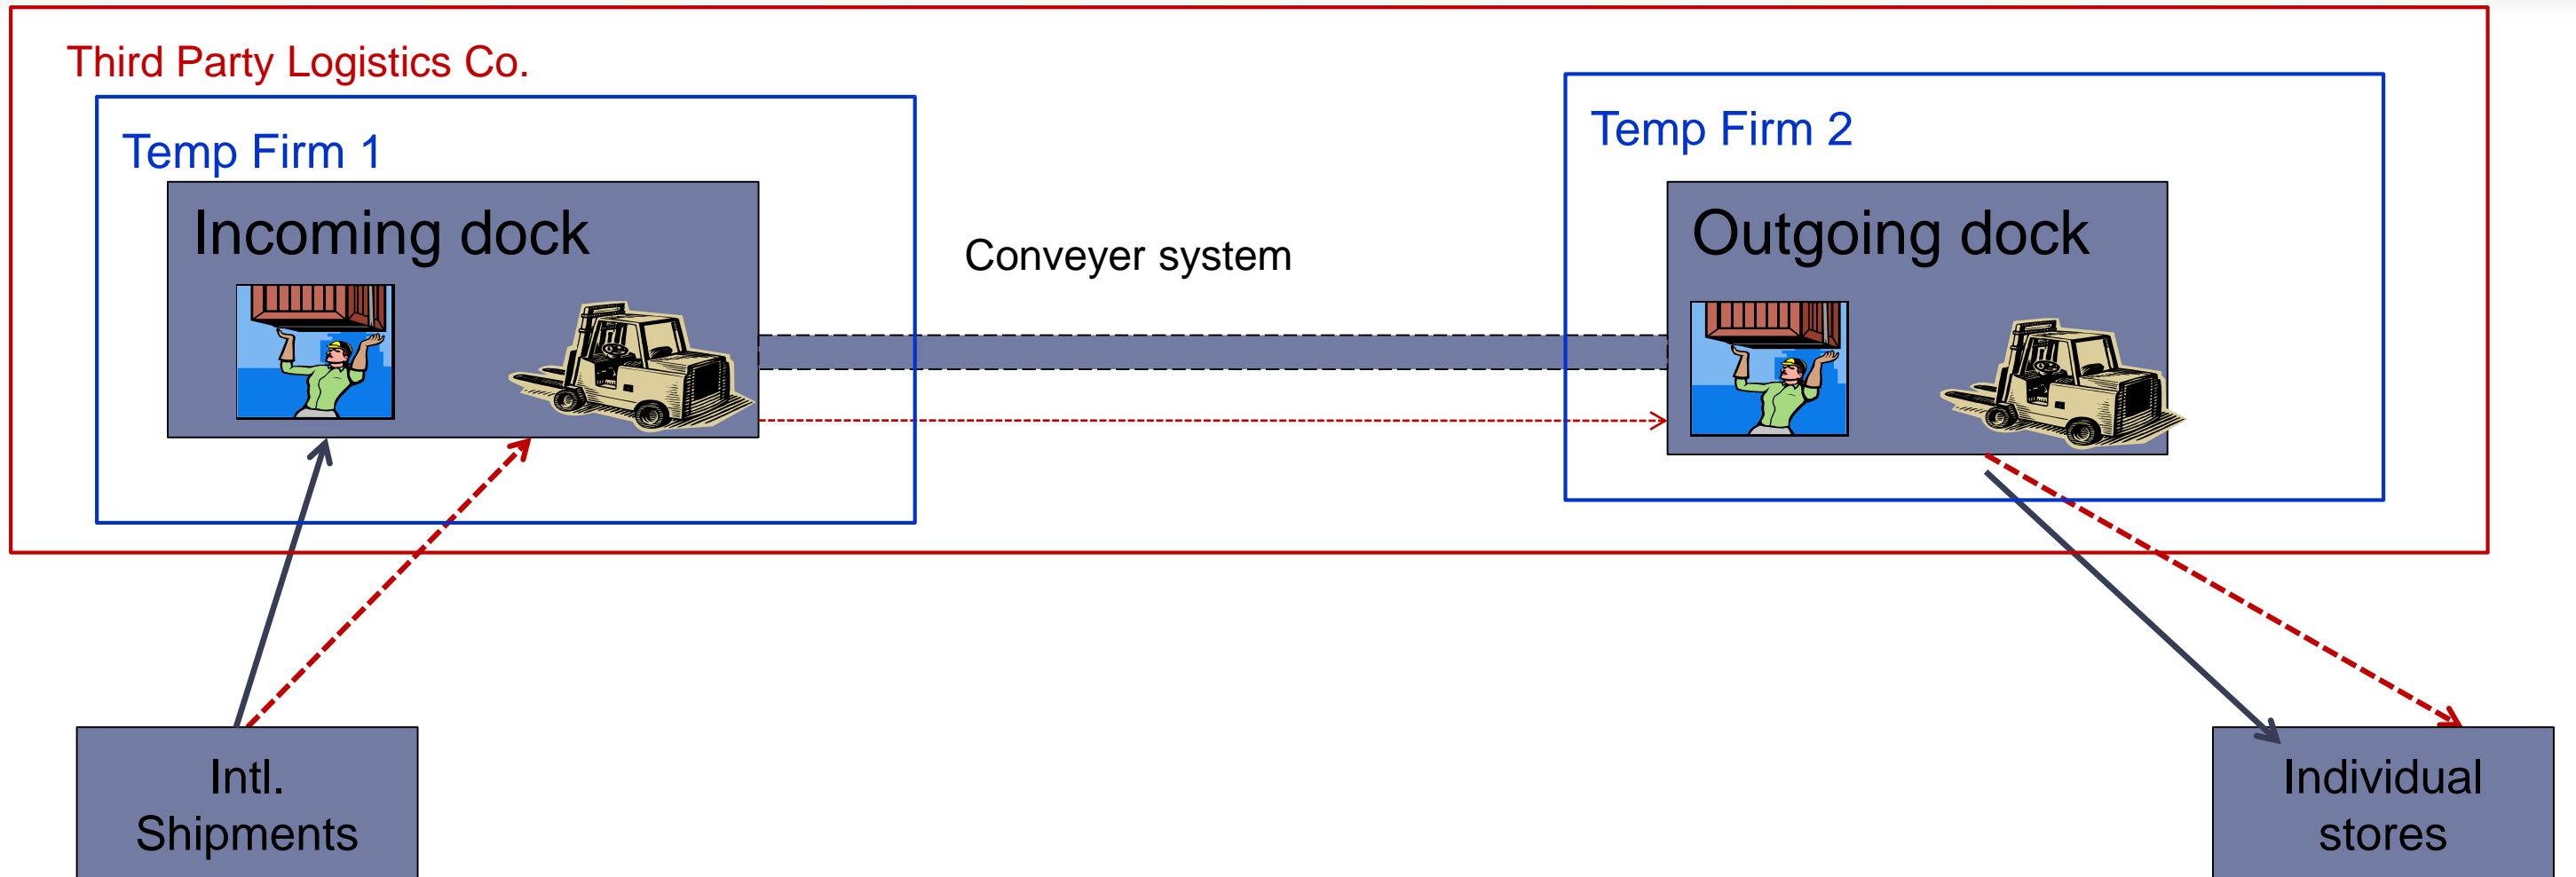 Third Party Logistics Co.
Temp Firm 1
Temp Firm 2
Incoming dock
Conveyer system
Outgoing dock
Intl.
Shipments
Individual
stores